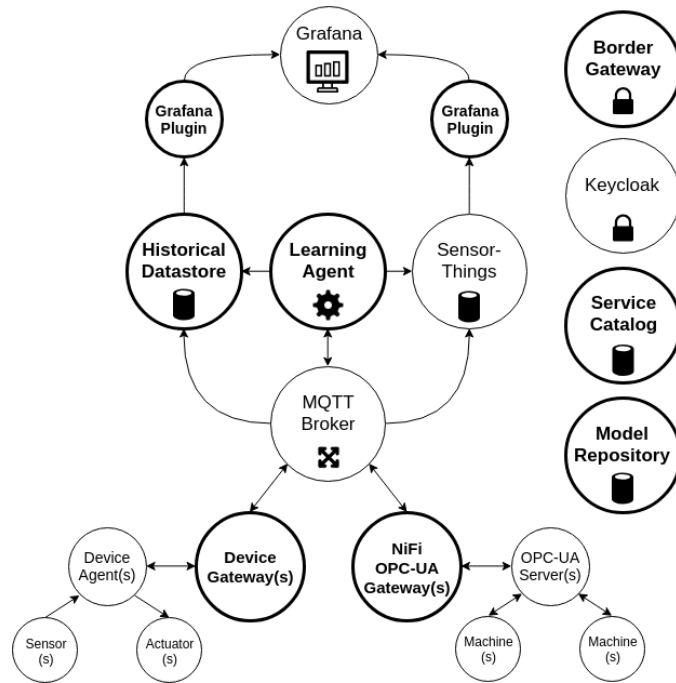 Grafana
Border
Gateway
Grafana
Plugin
Grafana
Plugin
Keycloak
Historical
Datastore
Learning
Agent
Sensor-
Things
Service
Catalog
MQTT
Broker
Model
Repository
Device
Agent(s)
Device
Gateway(s)
NiFi
OPC-UA
Gateway(s)
OPC-UA
Server(s)
Sensor
(s)
Actuator
(s)
Machine
(s)
Machine
(s)